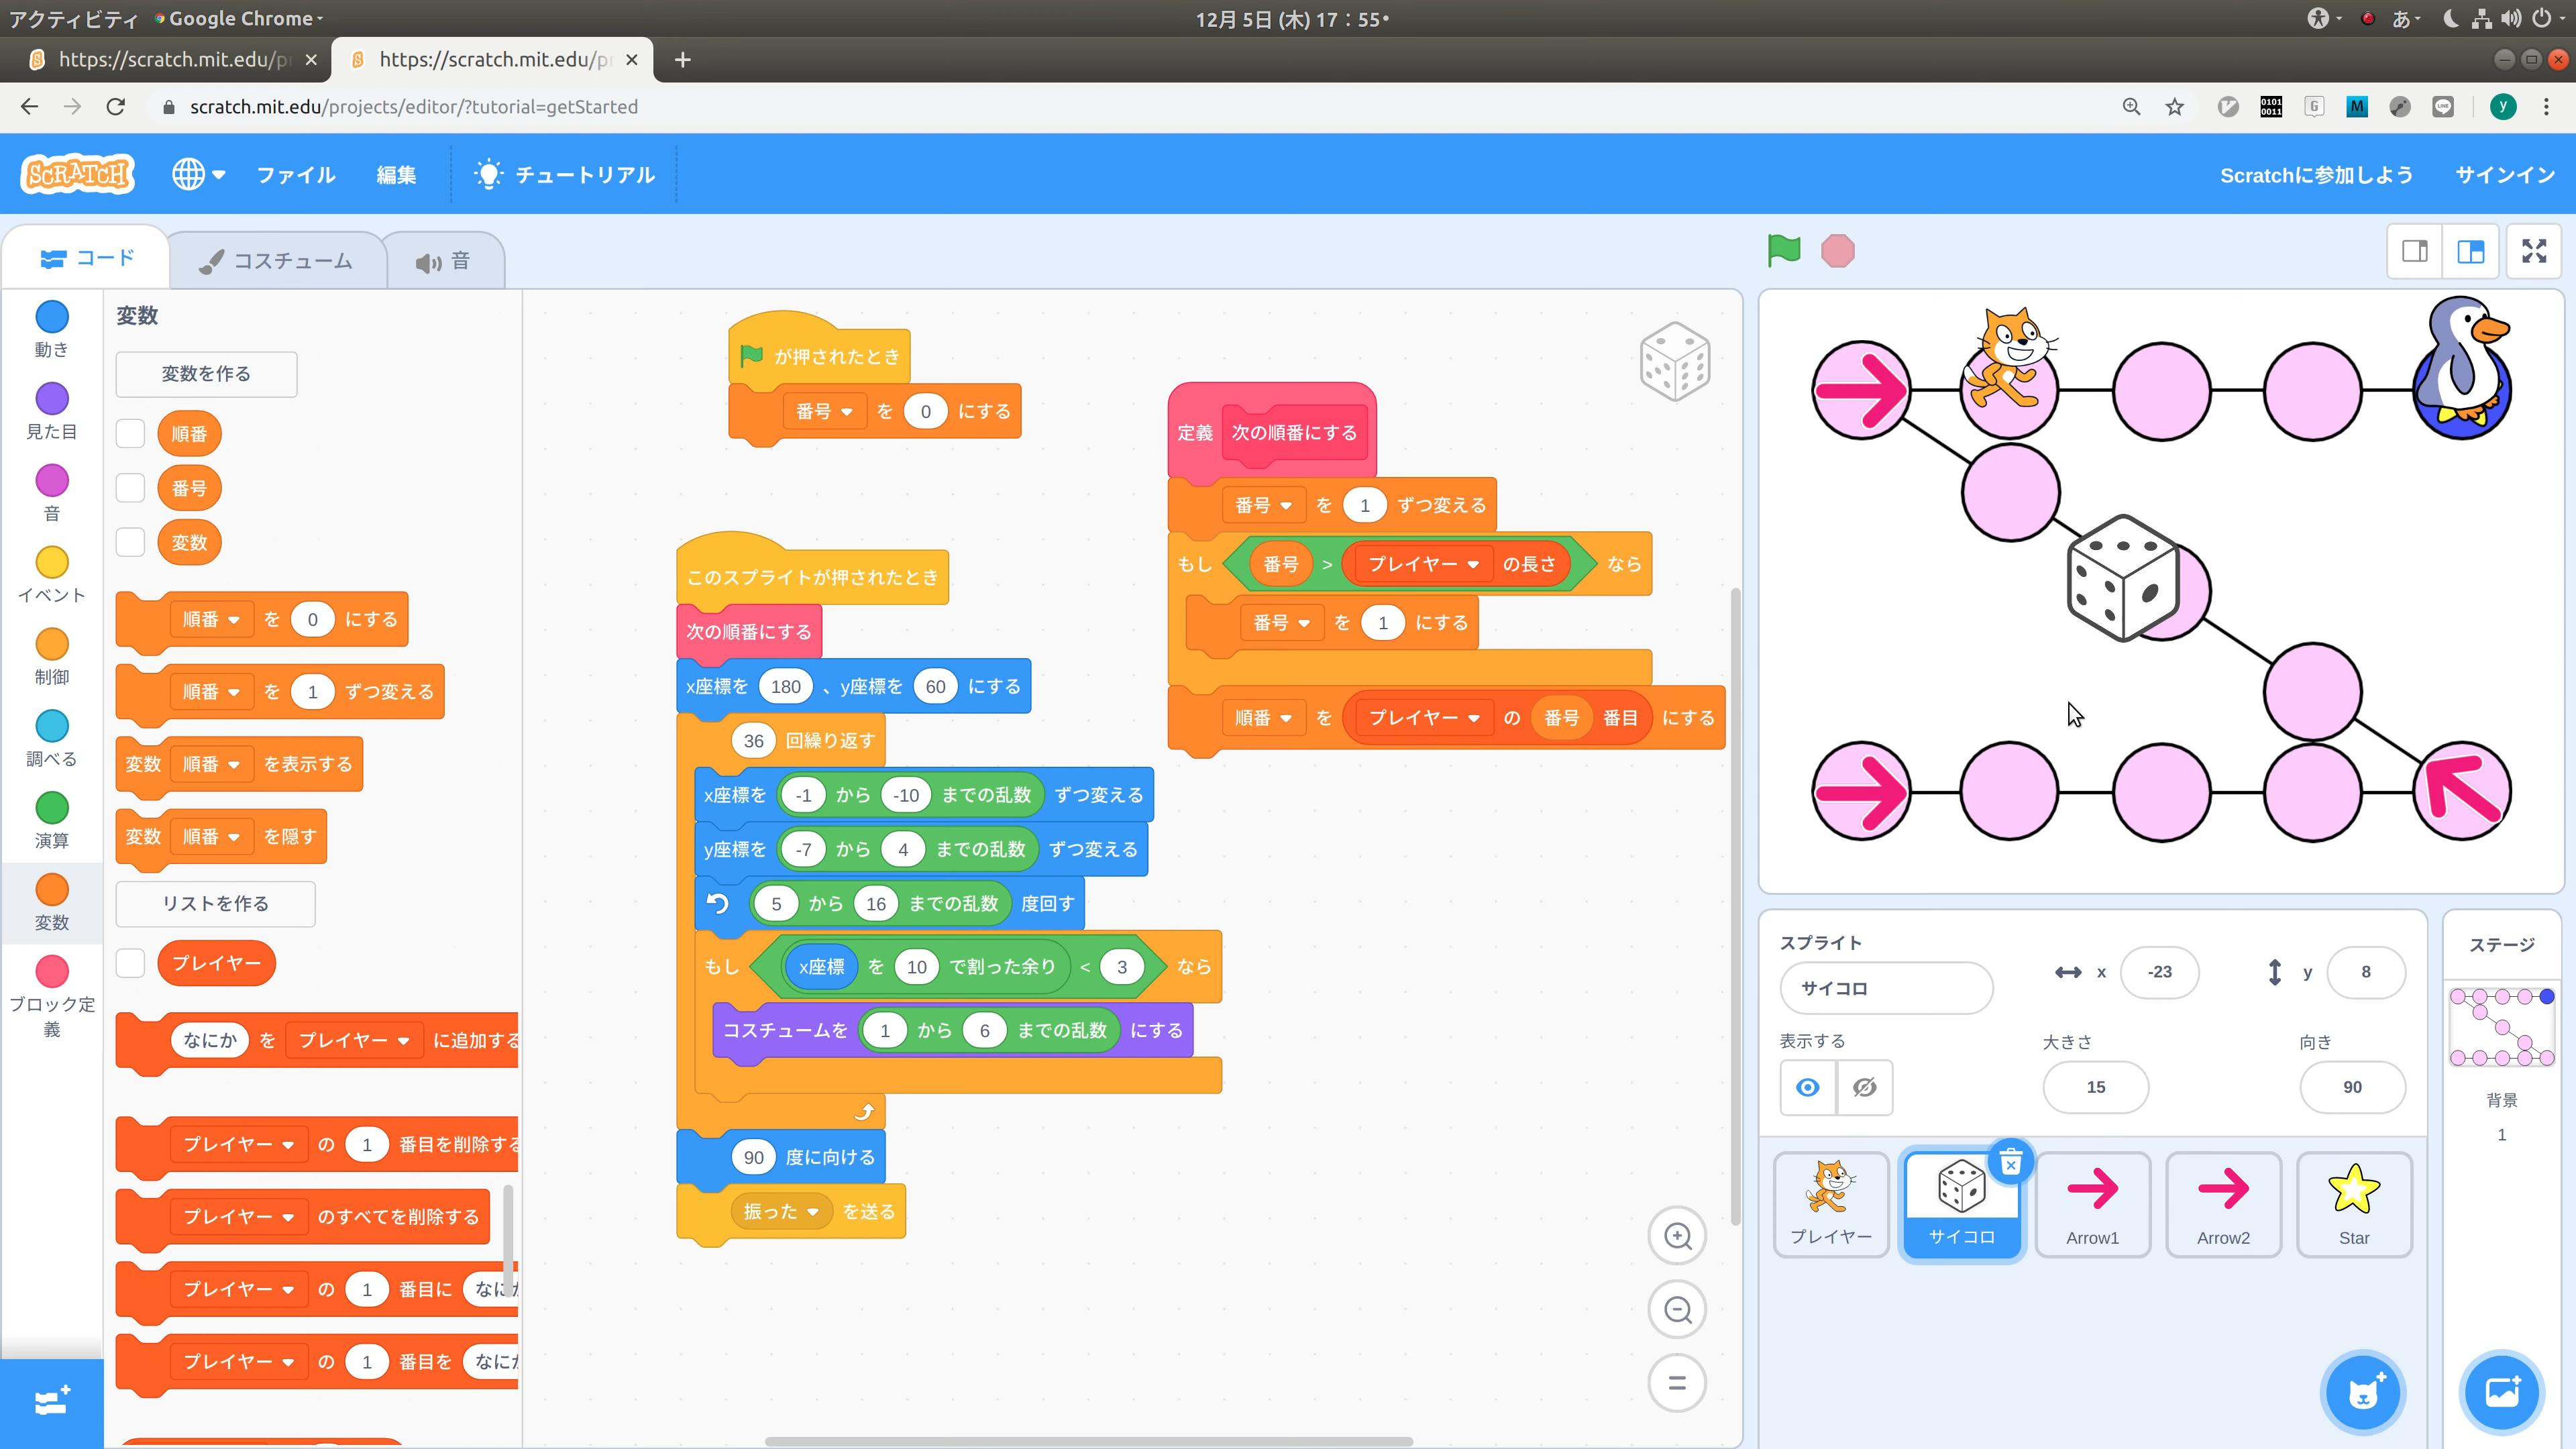 アクティビティ Google Chrome 12月 5日 (木) 17：55 あ
https://scratch.mit.edu/p https://scratch.mit.edu/p
scratch.mit.edu/projects/editor/?tutorial=getStarted 0101 0011 G M LINE y
SCRATCH ファイル 編集 チュートリアル Scratchに参加しよう サインイン
コード コスチューム 音
動き
見た目
音
イベント
制御
調べる
演算
変数
ブロック定
義
変数
変数を作る
順番
番号
変数
順番 を 0 にする
順番 を 1 ずつ変える
変数 順番 を表示する
変数 順番 を隠す
リストを作る
プレイヤー
なにか を プレイヤー に追加する
プレイヤー の 1 番目を削除する
プレイヤー のすべてを削除する
プレイヤー の 1 番目に なにか
プレイヤー の 1 番目を なにか
が押されたとき
番号 を 0 にする
このスプライトが押されたとき
次の順番にする
x座標を 180 、y座標を 60 にする
36 回繰り返す
x座標を -1 から -10 までの乱数 ずつ変える
y座標を -7 から 4 までの乱数 ずつ変える
5 から 16 までの乱数 度回す
もし x座標 を 10 で割った余り < 3 なら
コスチュームを 1 から 6 までの乱数 にする
90 度に向ける
振った を送る
定義 次の順番にする
番号 を 1 ずつ変える
もし 番号 > プレイヤー の長さ なら
番号 を 1 にする
順番 を プレイヤー の 番号 番目 にする
スプライト
サイコロ x -23 y 8
表示する 大きさ 15 向き 90
プレイヤー サイコロ Arrow1 Arrow2 Star
ステージ
背景
1